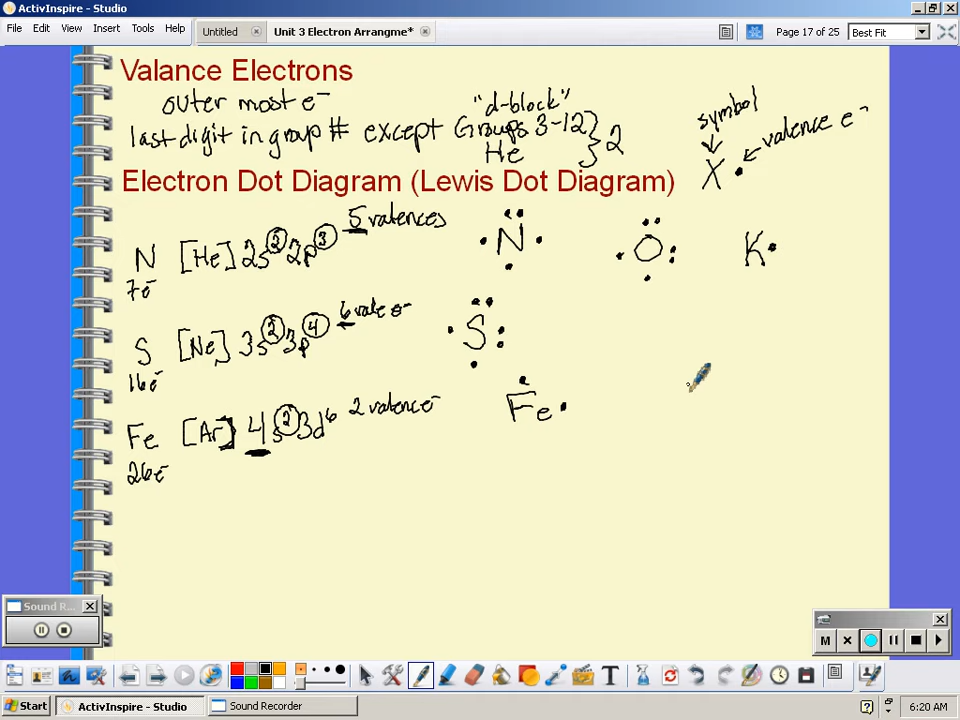 ActivInspire - Studio
File Edit View Insert Tools Help
Untitled
Unit 3 Electron Arrangme*
Page 17 of 25
Best Fit
Valance Electrons
outer most e⁻
"d-block"
last digit in group # except Groups 3-12 } 2
He
symbol
X
valence e⁻
Electron Dot Diagram (Lewis Dot Diagram)
N [He] 2s² 2p³ 5 valences
7e⁻
N
O
K
S [Ne] 3s² 3p⁴ 6 vale e⁻
16e⁻
S
Fe [Ar] 4s² 3d⁶ 2 valence e⁻
26e⁻
Fe
Sound R...
M
T
Start
ActivInspire - Studio
Sound Recorder
6:20 AM